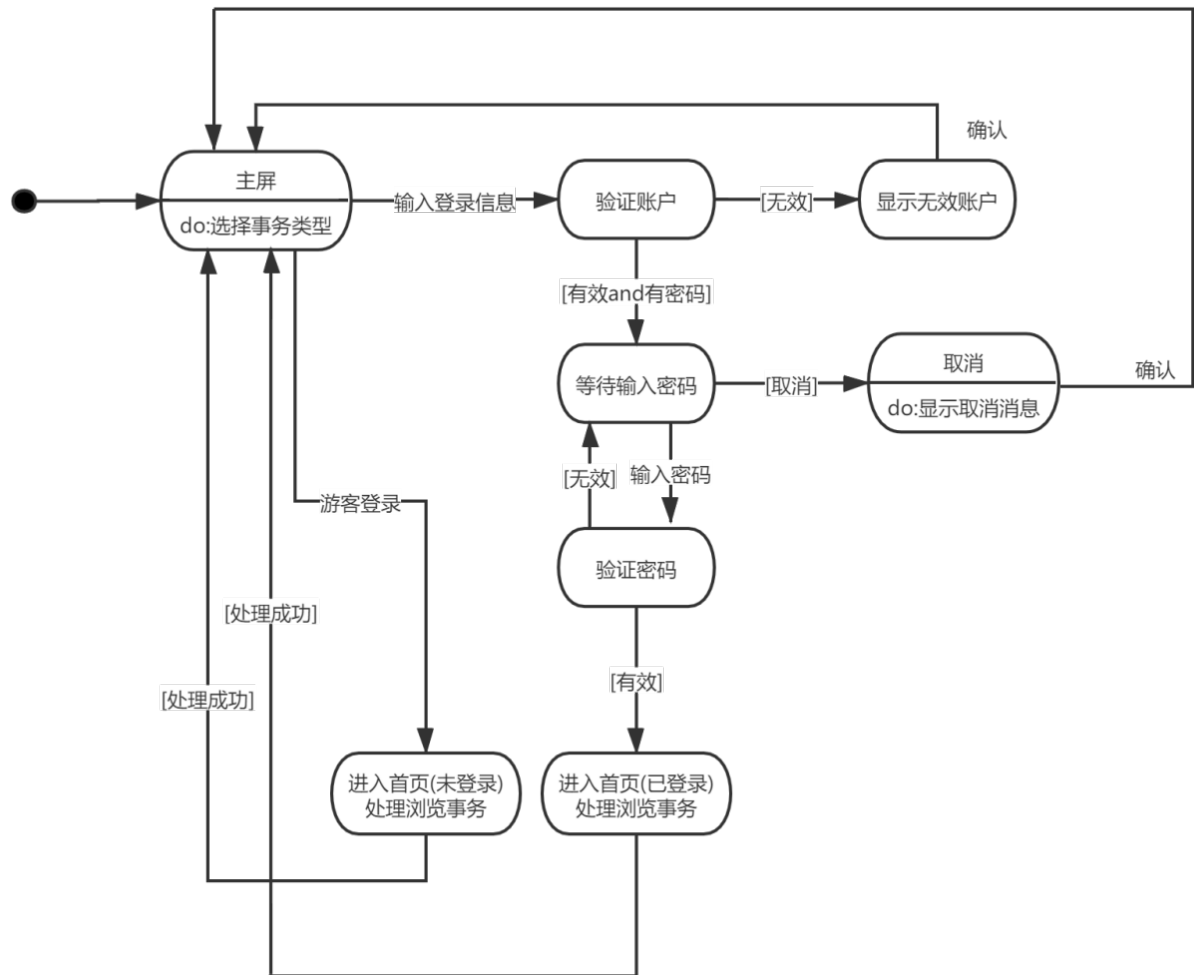 确认
主屏
do:选择事务类型
输入登录信息
验证账户
[无效]
显示无效账户
[有效and有密码]
等待输入密码
[取消]
取消
do:显示取消消息
确认
[无效]
输入密码
游客登录
验证密码
[处理成功]
[有效]
[处理成功]
进入首页(未登录)
处理浏览事务
进入首页(已登录)
处理浏览事务